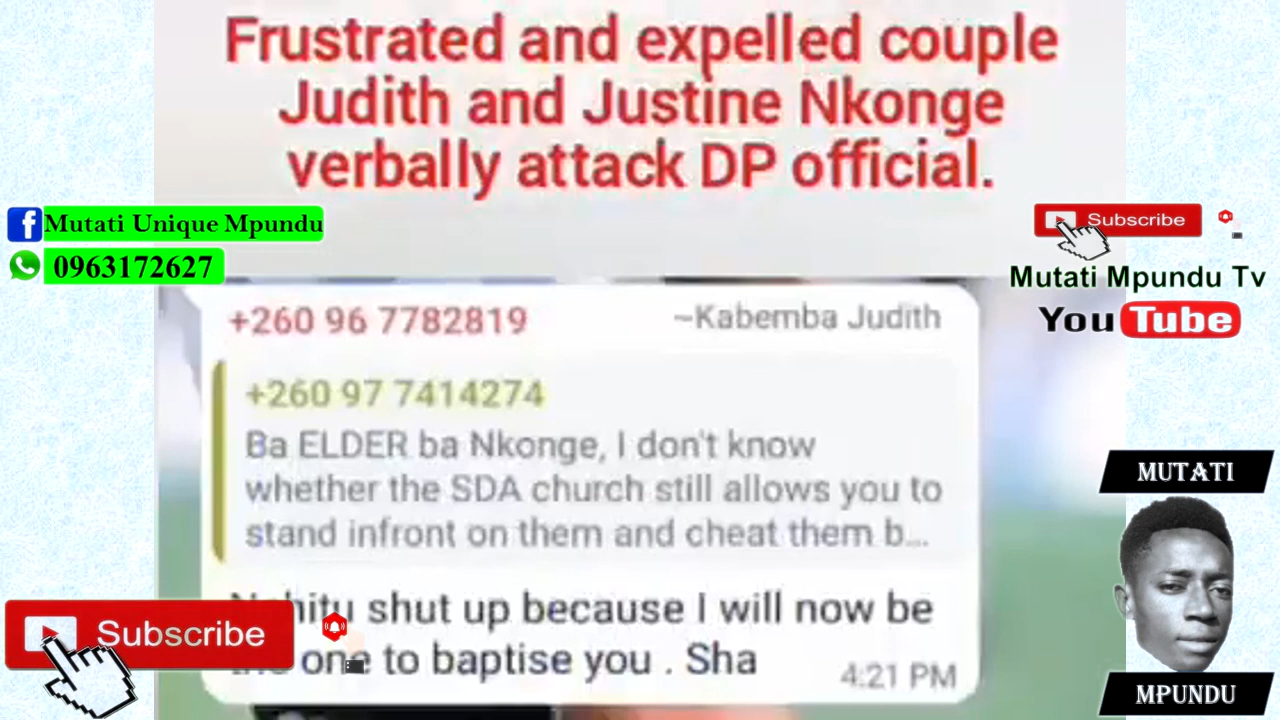 Frustrated and expelled couple
Judith and Justine Nkonge
verbally attack DP official.
f Mutati Unique Mpundu
0963172627
Subscribe
Mutati Mpundu Tv
You Tube
+260 96 7782819 ~Kabemba Judith
+260 97 7414274
Ba ELDER ba Nkonge, I don't know
whether the SDA church still allows you to
stand infront on them and cheat them b...
shut up because I will now be
one to baptise you . Sha
4:21 PM
Subscribe
MUTATI
MPUNDU